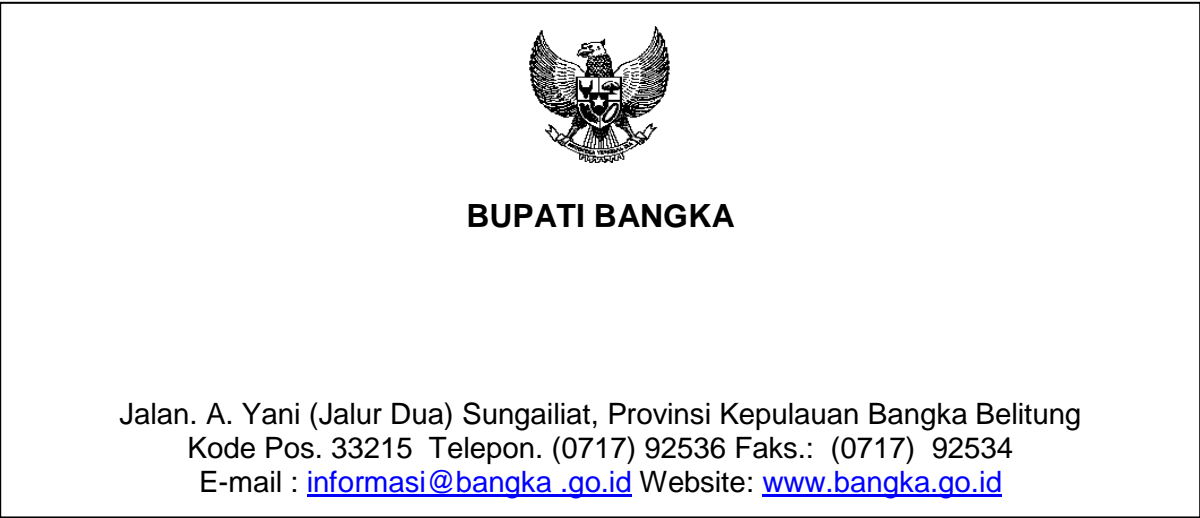 BUPATI BANGKA
Jalan. A. Yani (Jalur Dua) Sungailiat, Provinsi Kepulauan Bangka Belitung
Kode Pos. 33215  Telepon. (0717) 92536 Faks.:  (0717)  92534
E-mail : informasi@bangka .go.id Website: www.bangka.go.id